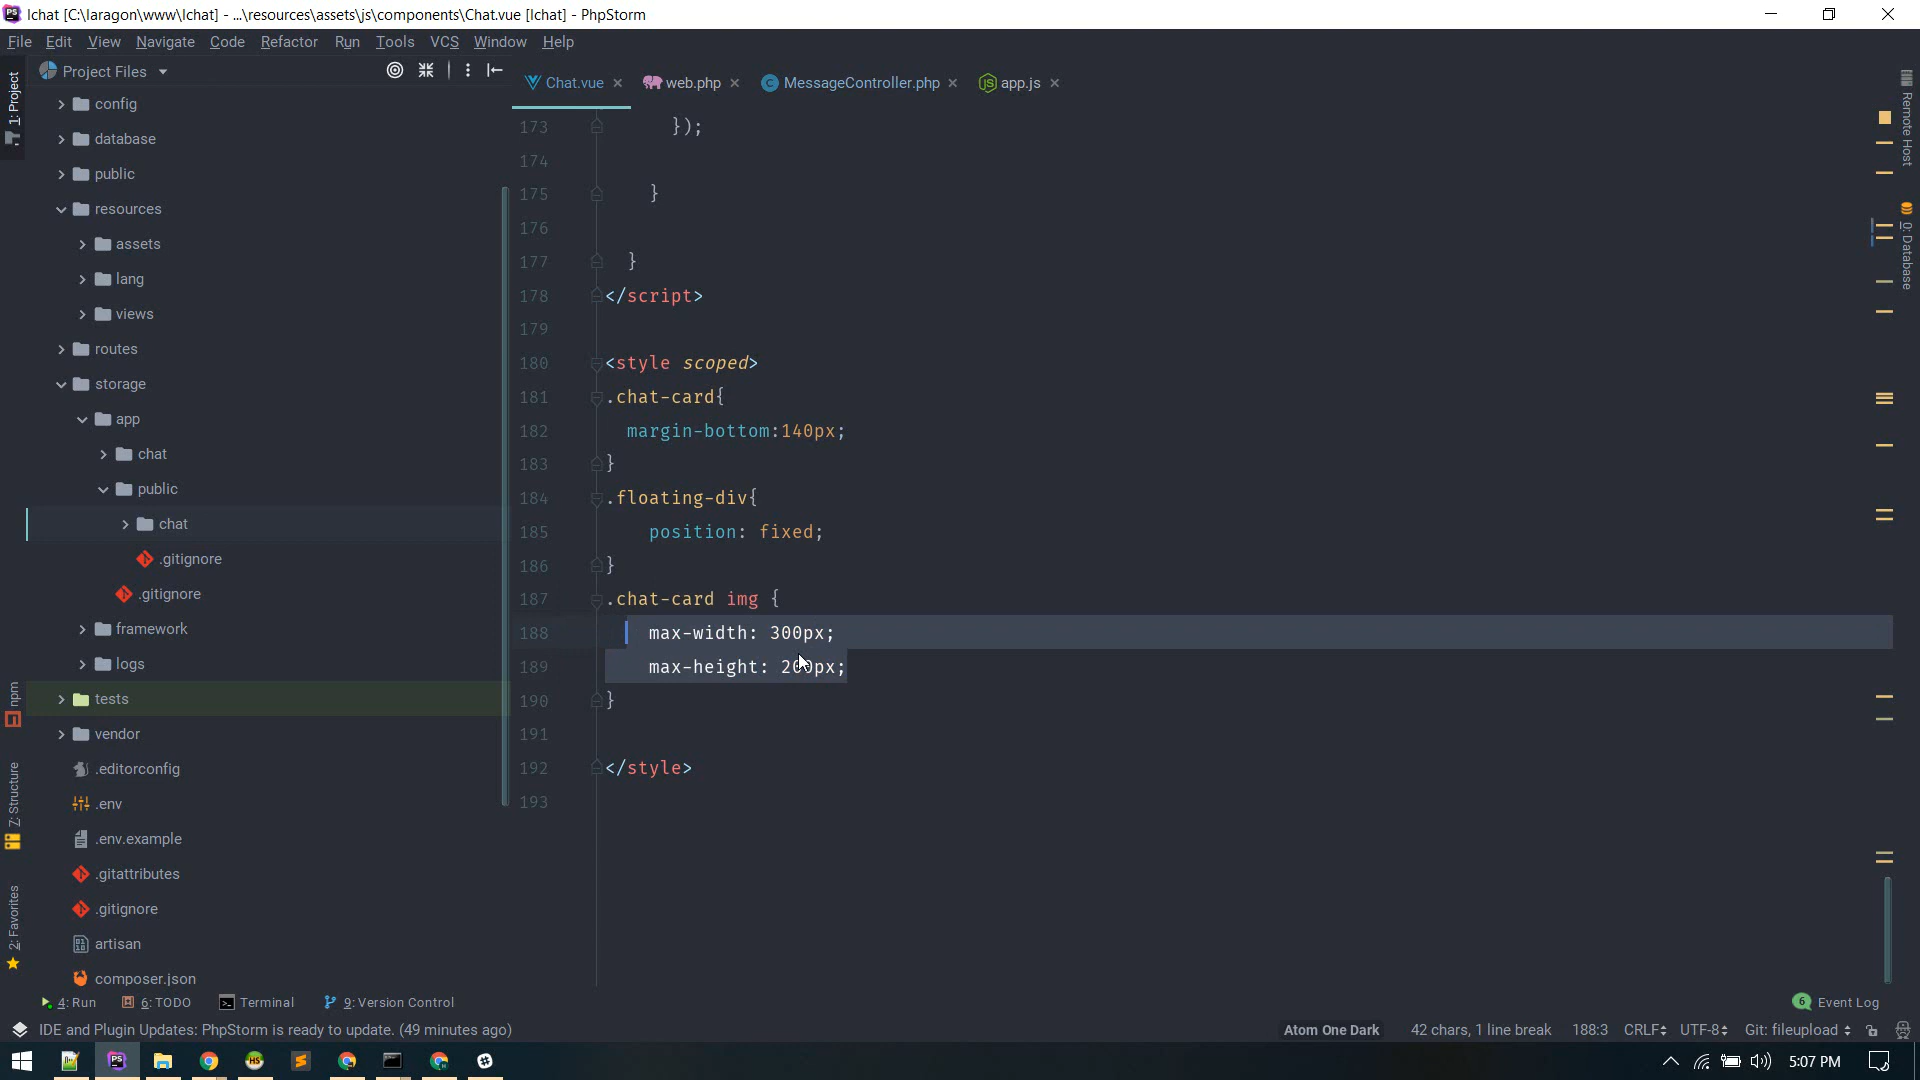 lchat [C:\laragon\www\lchat] - ...\resources\assets\js\components\Chat.vue [lchat] - PhpStorm
File Edit View Navigate Code Refactor Run Tools VCS Window Help
Project Files
Chat.vue
web.php
MessageController.php
app.js
1: Project
npm
Z: Structure
2: Favorites
config
database
public
resources
assets
lang
views
routes
storage
app
chat
public
chat
.gitignore
.gitignore
framework
logs
tests
vendor
.editorconfig
.env
.env.example
.gitattributes
.gitignore
artisan
composer.json
173 });
174
175 }
176
177 }
178 </script>
179
180 <style scoped>
181 .chat-card{
182 margin-bottom:140px;
183 }
184 .floating-div{
185 position: fixed;
186 }
187 .chat-card img {
188 max-width: 300px;
189 max-height: 200px;
190 }
191
192 </style>
193
Remote Host
0: Database
4: Run
6: TODO
Terminal
9: Version Control
6 Event Log
IDE and Plugin Updates: PhpStorm is ready to update. (49 minutes ago)
Atom One Dark
42 chars, 1 line break
188:3
CRLF
UTF-8
Git: fileupload
5:07 PM